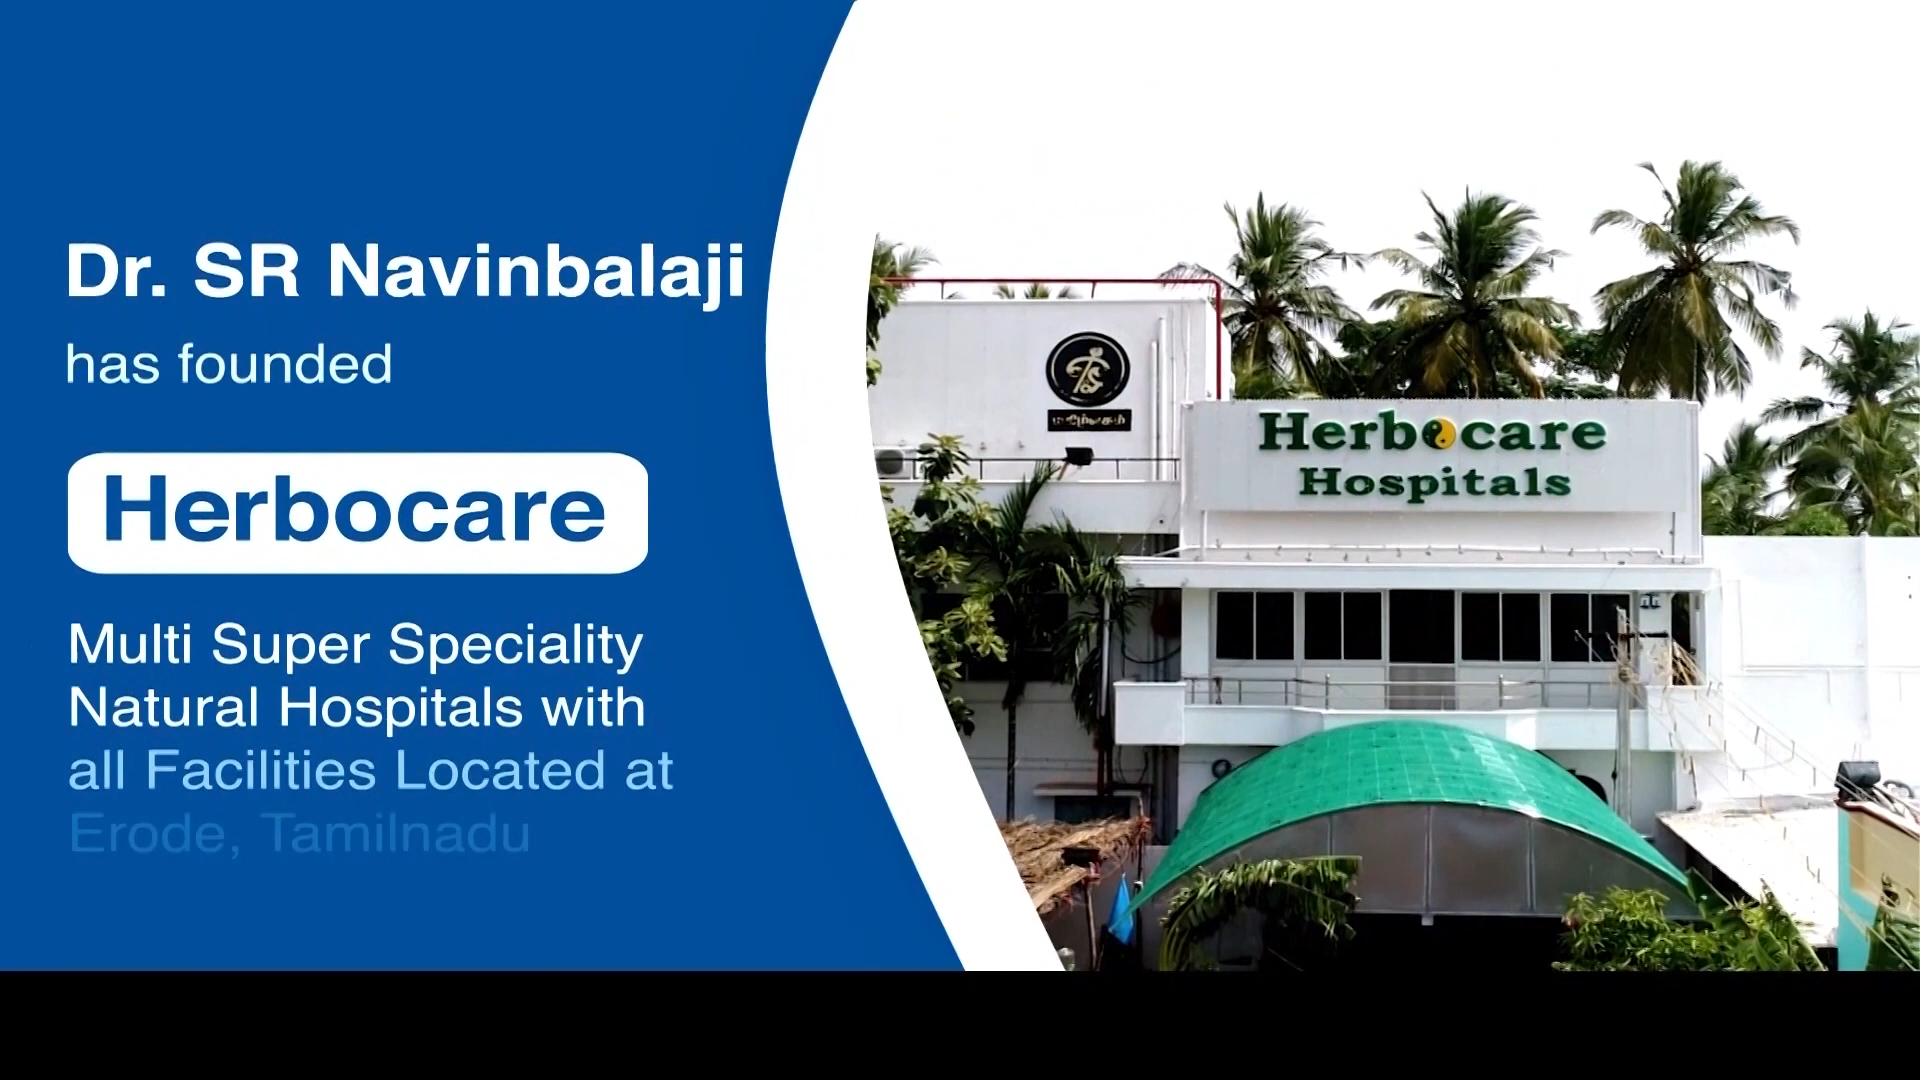 Dr. SR Navinbalaji
has founded
Herbocare
Multi Super Speciality
Natural Hospitals with
all Facilities Located at
Erode, Tamilnadu
Herbocare
Hospitals